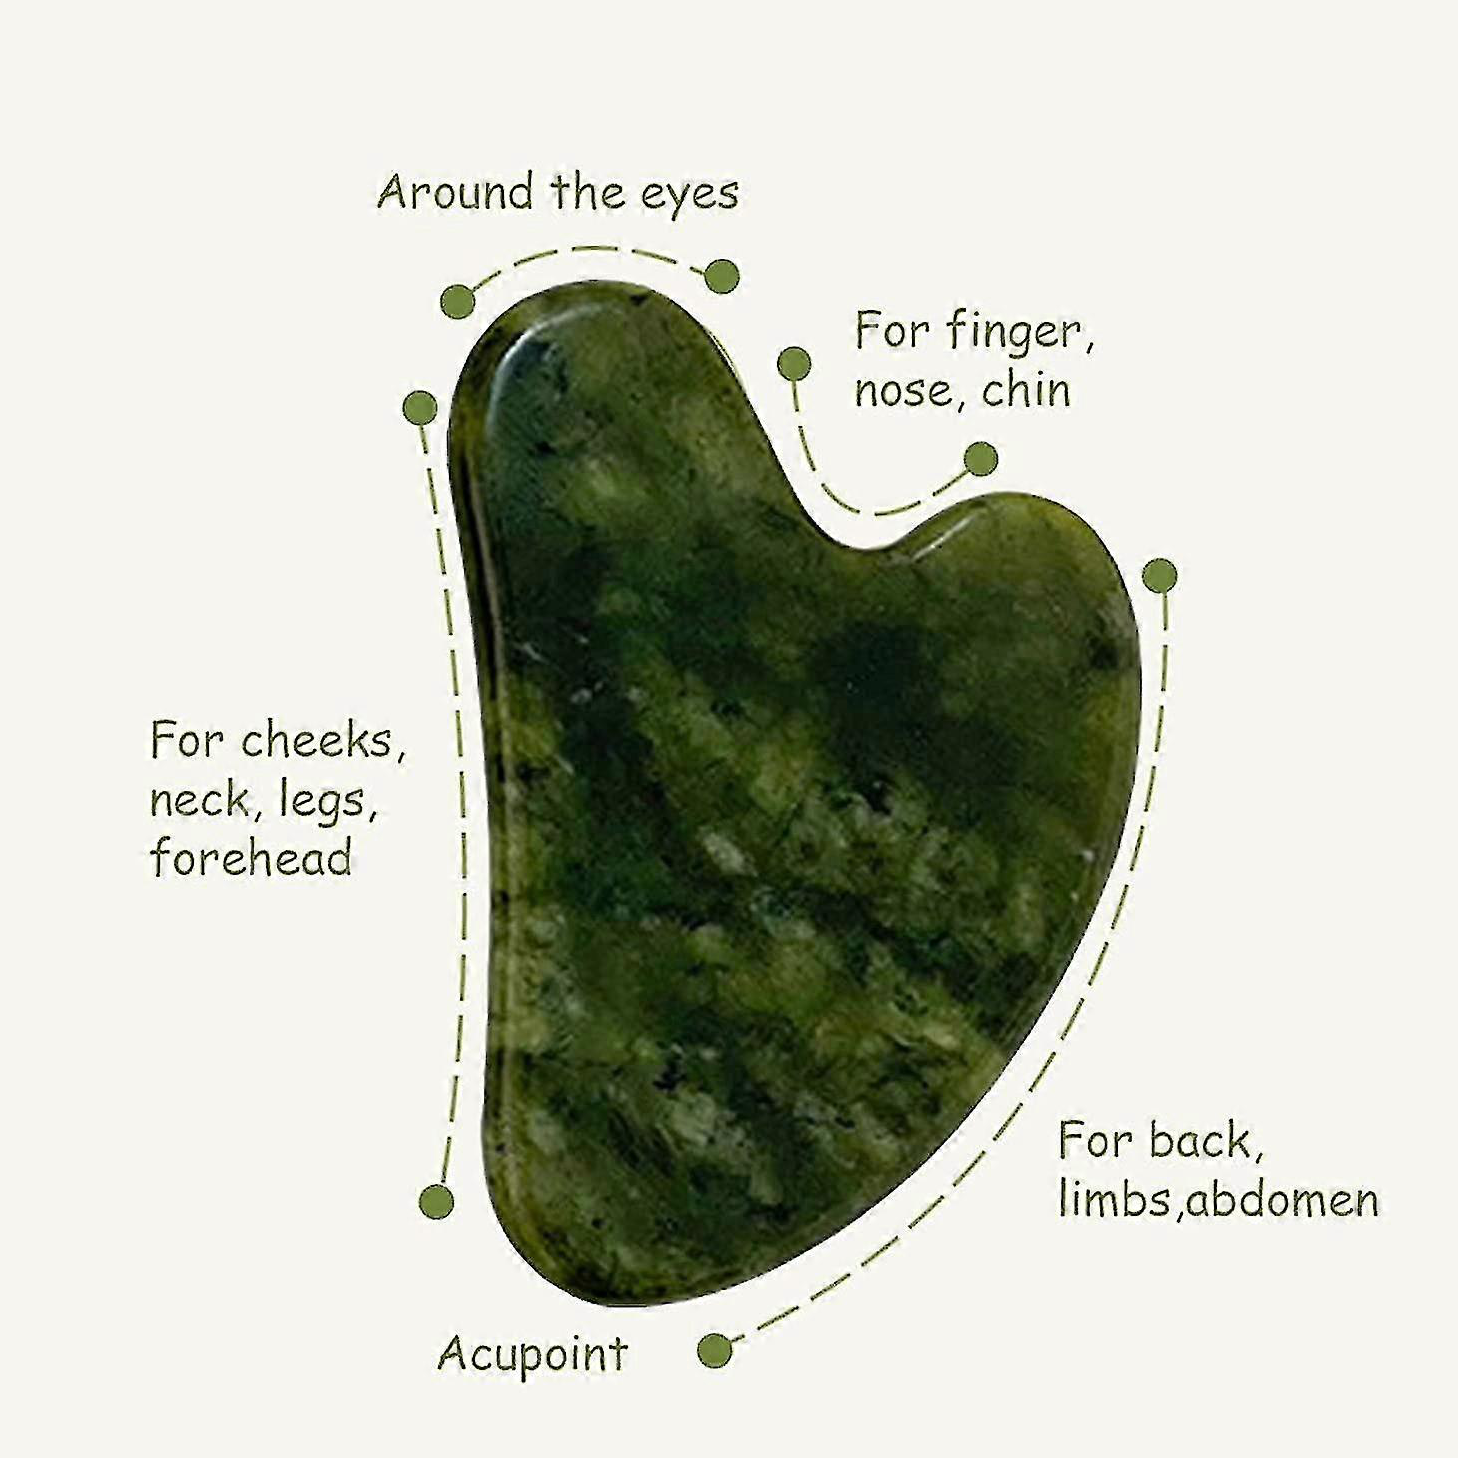 Around the eyes
For finger,
nose, chin
For cheeks,
neck, legs,
forehead
For back,
limbs,abdomen
Acupoint